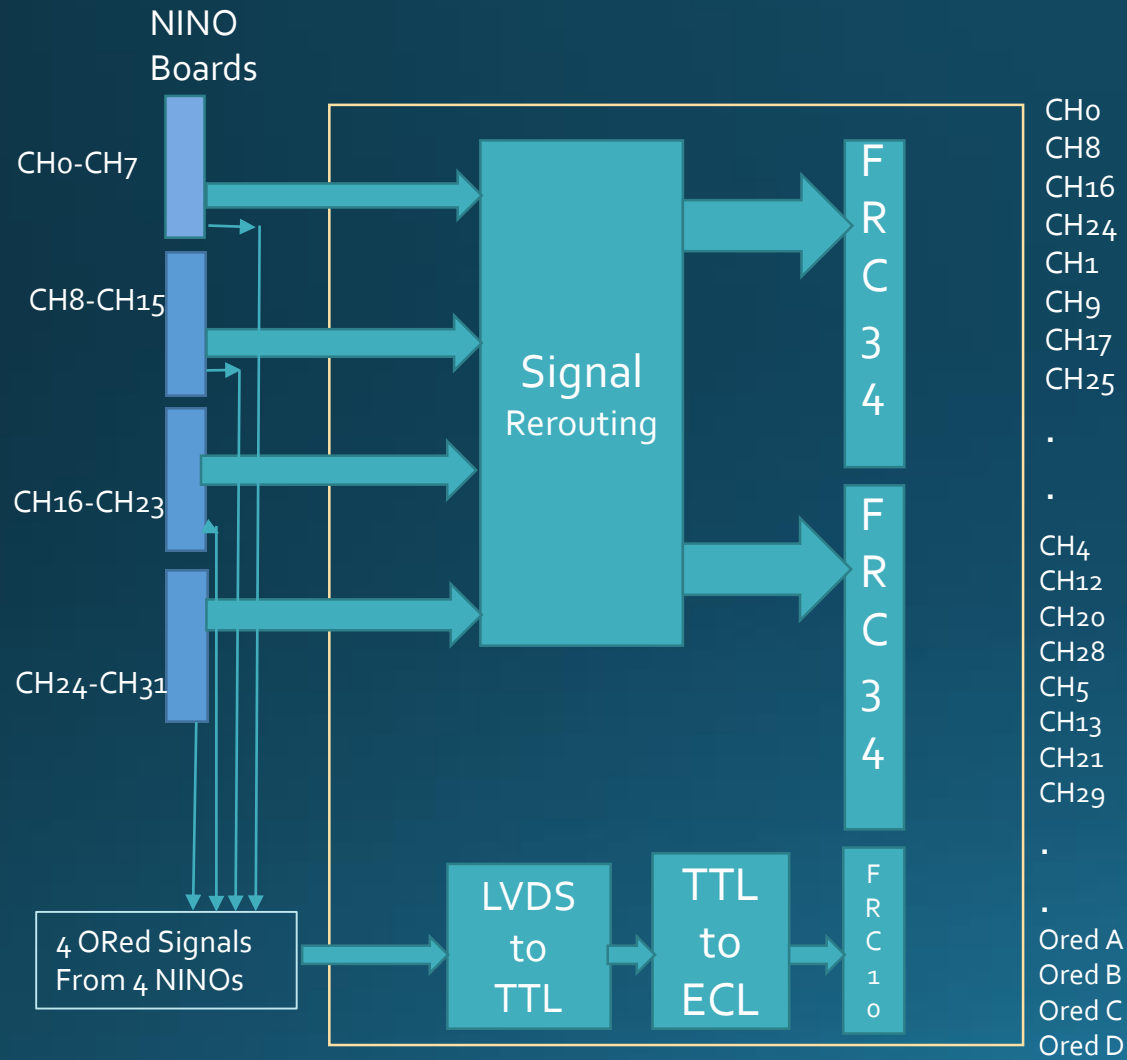 NINO
Boards
CH0-CH7
CH8-CH15
CH16-CH23
CH24-CH31
Signal
Rerouting
F
R
C
3
4
F
R
C
3
4
4 ORed Signals
From 4 NINOs
LVDS
to
TTL
TTL
to
ECL
F
R
C
1
0
CH0
CH8
CH16
CH24
CH1
CH9
CH17
CH25
.
.
CH4
CH12
CH20
CH28
CH5
CH13
CH21
CH29
.
.
Ored A
Ored B
Ored C
Ored D